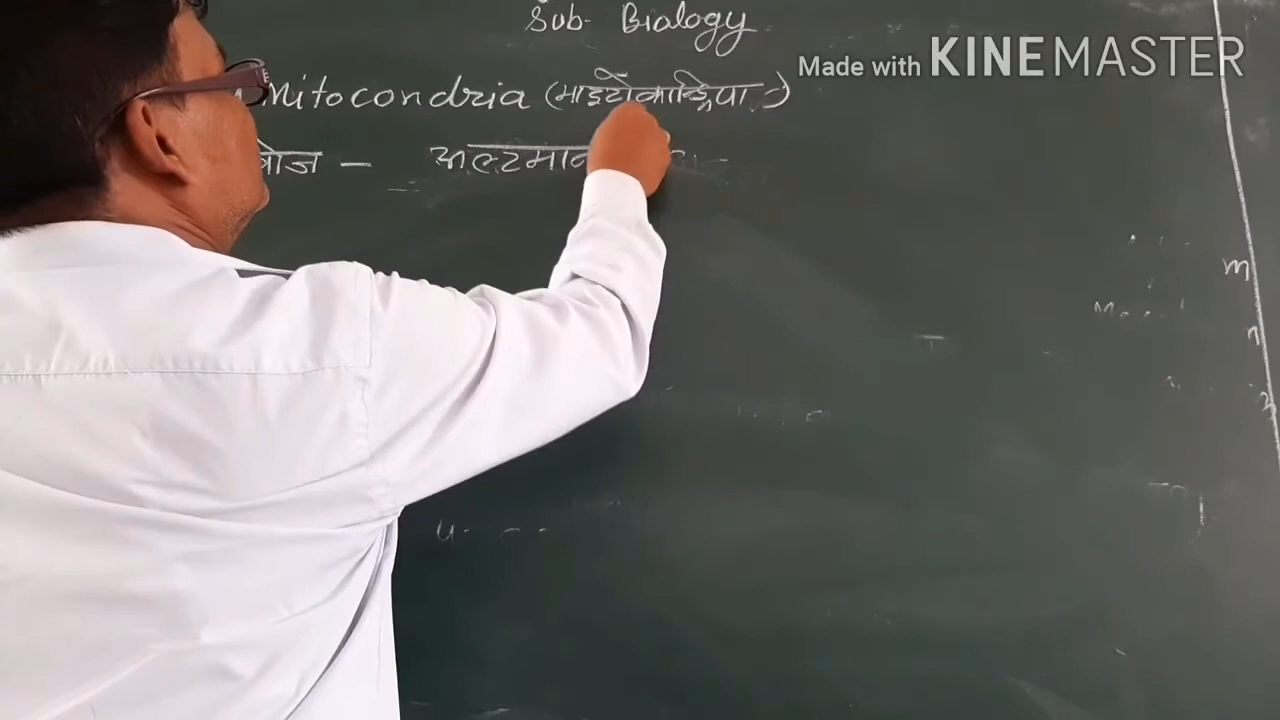 Sub- Biology
Made with KINEMASTER
Mitocondria (माइटोकान्ड्रिया :-)
खोज - अल्टमान
m
n